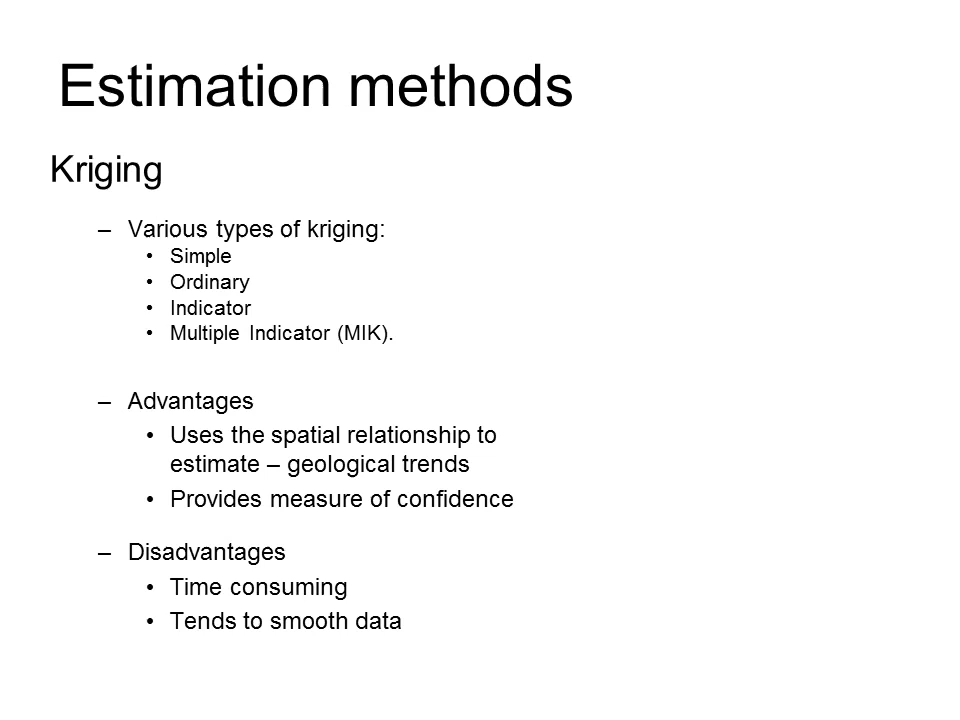 Estimation methods
Kriging
– Various types of kriging:
• Simple
• Ordinary
• Indicator
• Multiple Indicator (MIK).
– Advantages
• Uses the spatial relationship to
estimate – geological trends
• Provides measure of confidence
– Disadvantages
• Time consuming
• Tends to smooth data